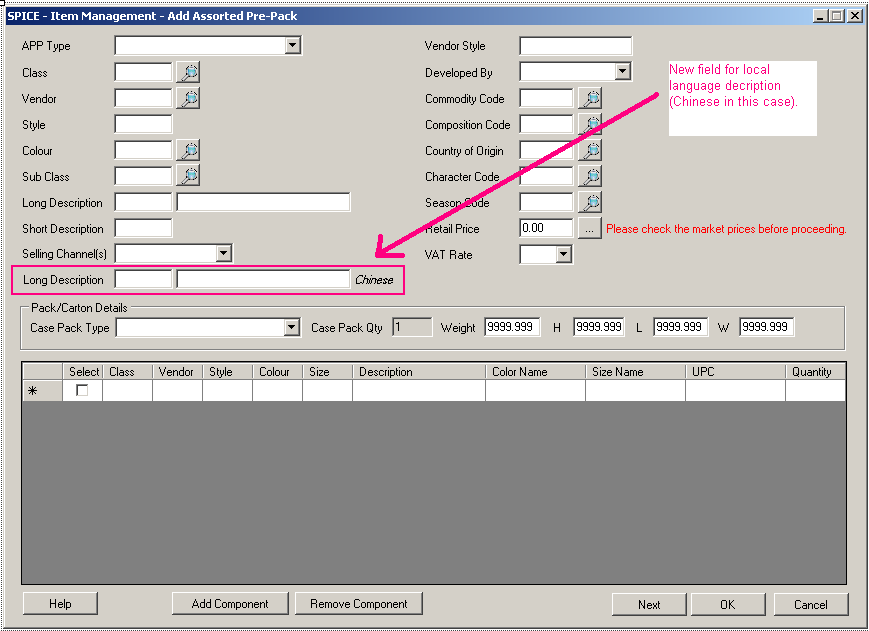 SPICE - Item Management - Add Assorted Pre-Pack
APP Type
Vendor Style
Class
Developed By
New field for local
language decription
(Chinese in this case).
Vendor
Commodity Code
Style
Composition Code
Colour
Country of Origin
Sub Class
Character Code
Long Description
Season Code
Short Description
Retail Price 0.00 ... Please check the market prices before proceeding.
Selling Channel(s)
VAT Rate
Long Description Chinese
Pack/Carton Details
Case Pack Type Case Pack Qty 1 Weight 9999.999 H 9999.999 L 9999.999 W 9999.999
Select Class Vendor Style Colour Size Description Color Name Size Name UPC Quantity
Help Add Component Remove Component Next OK Cancel